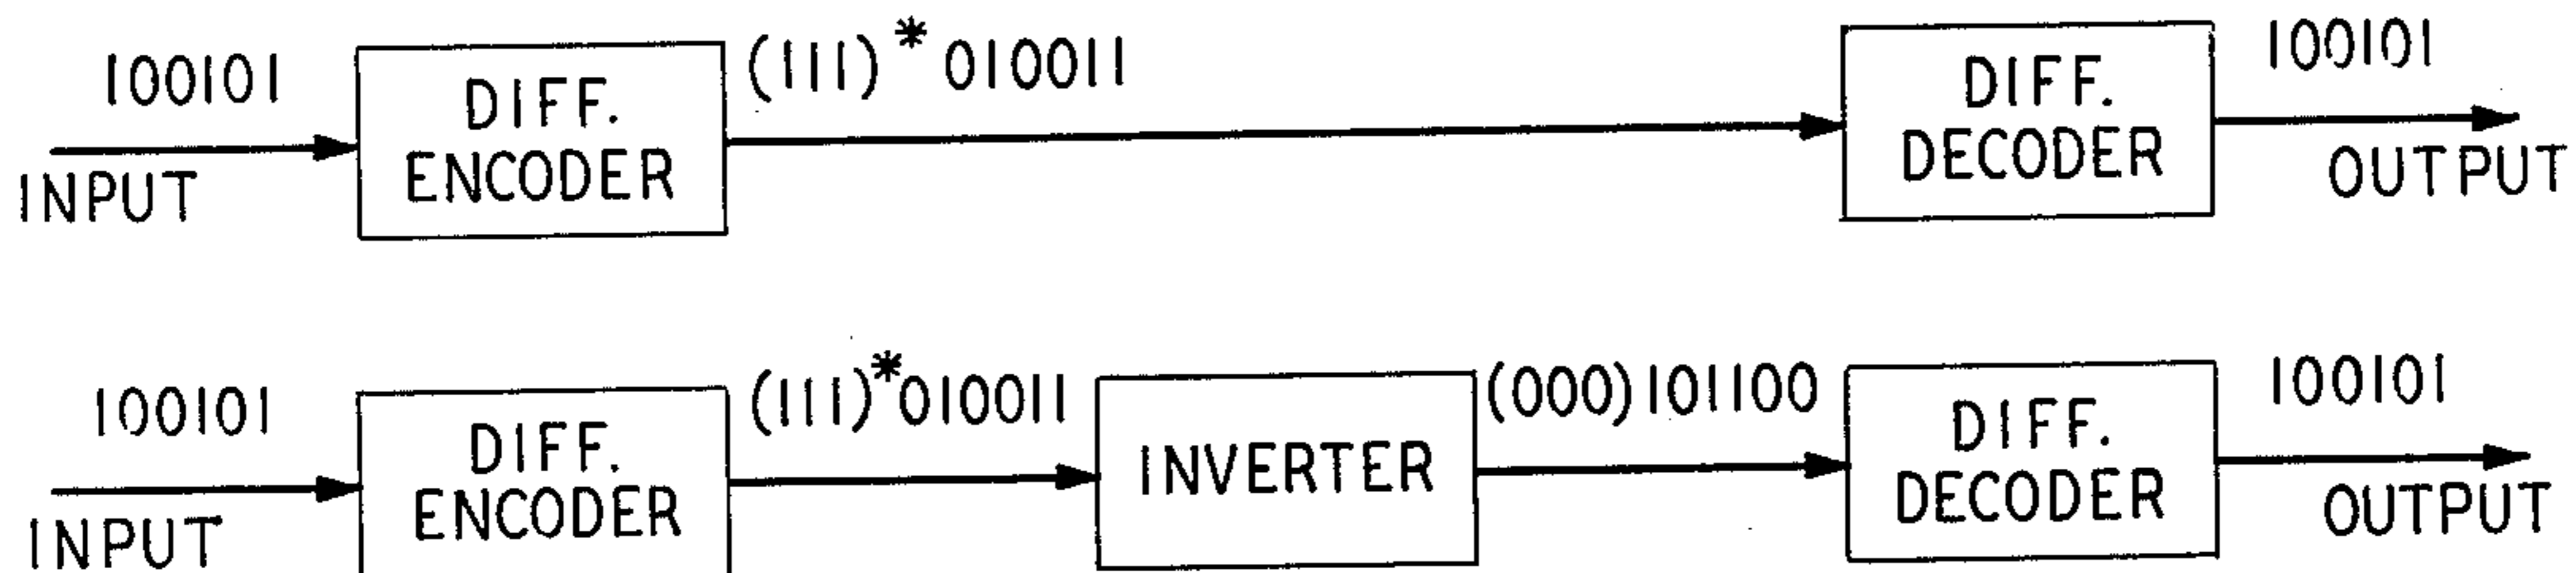 100101
INPUT
DIFF.
ENCODER
(111)*010011
DIFF.
DECODER
100101
OUTPUT
100101
INPUT
DIFF.
ENCODER
(111)*010011
INVERTER
(000)101100
DIFF.
DECODER
100101
OUTPUT